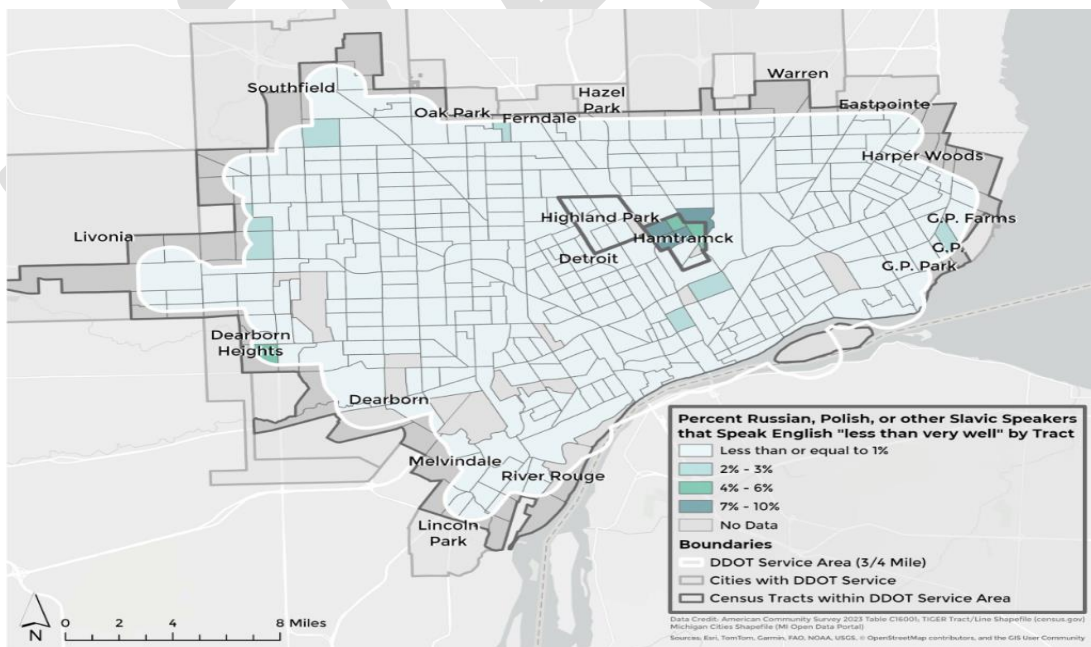 Warren
Southfield
Hazel
Park
Oak Park
Ferndale
Eastpointe
Harper Woods
Highland Park
G.P. Farms
Livonia
Hamtramck
G.P.
Detroit
G.P. Park
Dearborn
Heights
Dearborn
Melvindale
River Rouge
Lincoln
Park
Percent Russian, Polish, or other Slavic Speakers
that Speak English "less than very well" by Tract
Less than or equal to 1%
2% - 3%
4% - 6%
7% - 10%
No Data
Boundaries
DDOT Service Area (3/4 Mile)
Cities with DDOT Service
Census Tracts within DDOT Service Area
N
0 2 4 8 Miles
Data Credit: American Community Survey 2023 Table C16001; TIGER Tract/Line Shapefile (census.gov)
Michigan Cities Shapefile (MI Open Data Portal)
Sources: Esri, TomTom, Garmin, FAO, NOAA, USGS, © OpenStreetMap contributors, and the GIS User Community